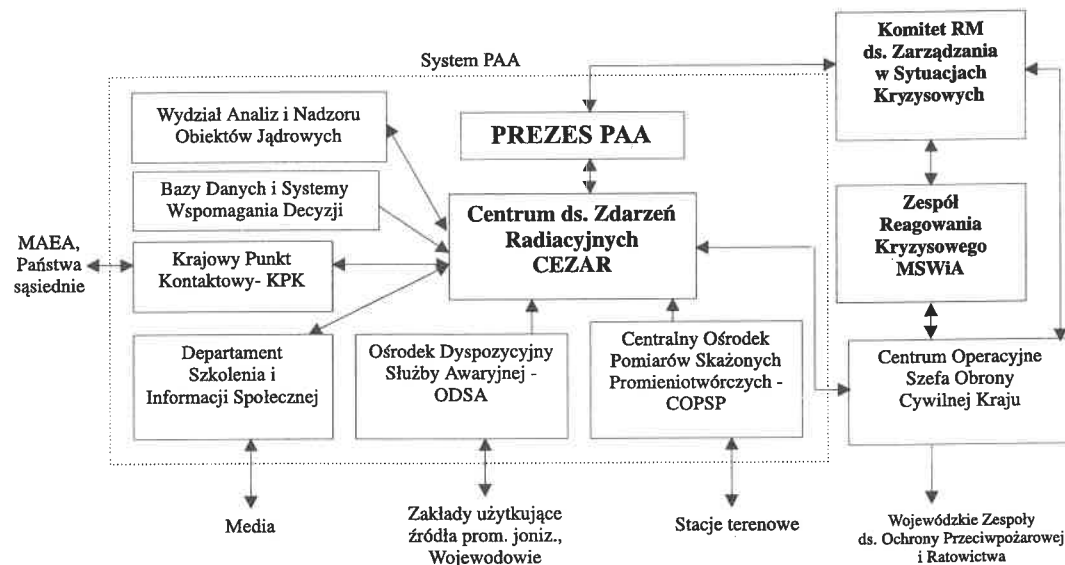 System PAA
Komitet RM
ds. Zarządzania
w Sytuacjach
Kryzysowych
Wydział Analiz i Nadzoru
Obiektów Jądrowych
PREZES PAA
Bazy Danych i Systemy
Wspomagania Decyzji
Centrum ds. Zdarzeń
Radiacyjnych
CEZAR
Zespół
Reagowania
Kryzysowego
MSWiA
MAEA,
Państwa
sąsiednie
Krajowy Punkt
Kontaktowy- KPK
Departament
Szkolenia i
Informacji Społecznej
Ośrodek Dyspozycyjny
Służby Awaryjnej -
ODSA
Centralny Ośrodek
Pomiarów Skażonych
Promieniotwórczych -
COPSP
Centrum Operacyjne
Szefa Obrony
Cywilnej Kraju
Media
Zakłady użytkujące
źródła prom. joniz.,
Wojewodowie
Stacje terenowe
Wojewódzkie Zespoły
ds. Ochrony Przeciwpożarowej
i Ratowictwa